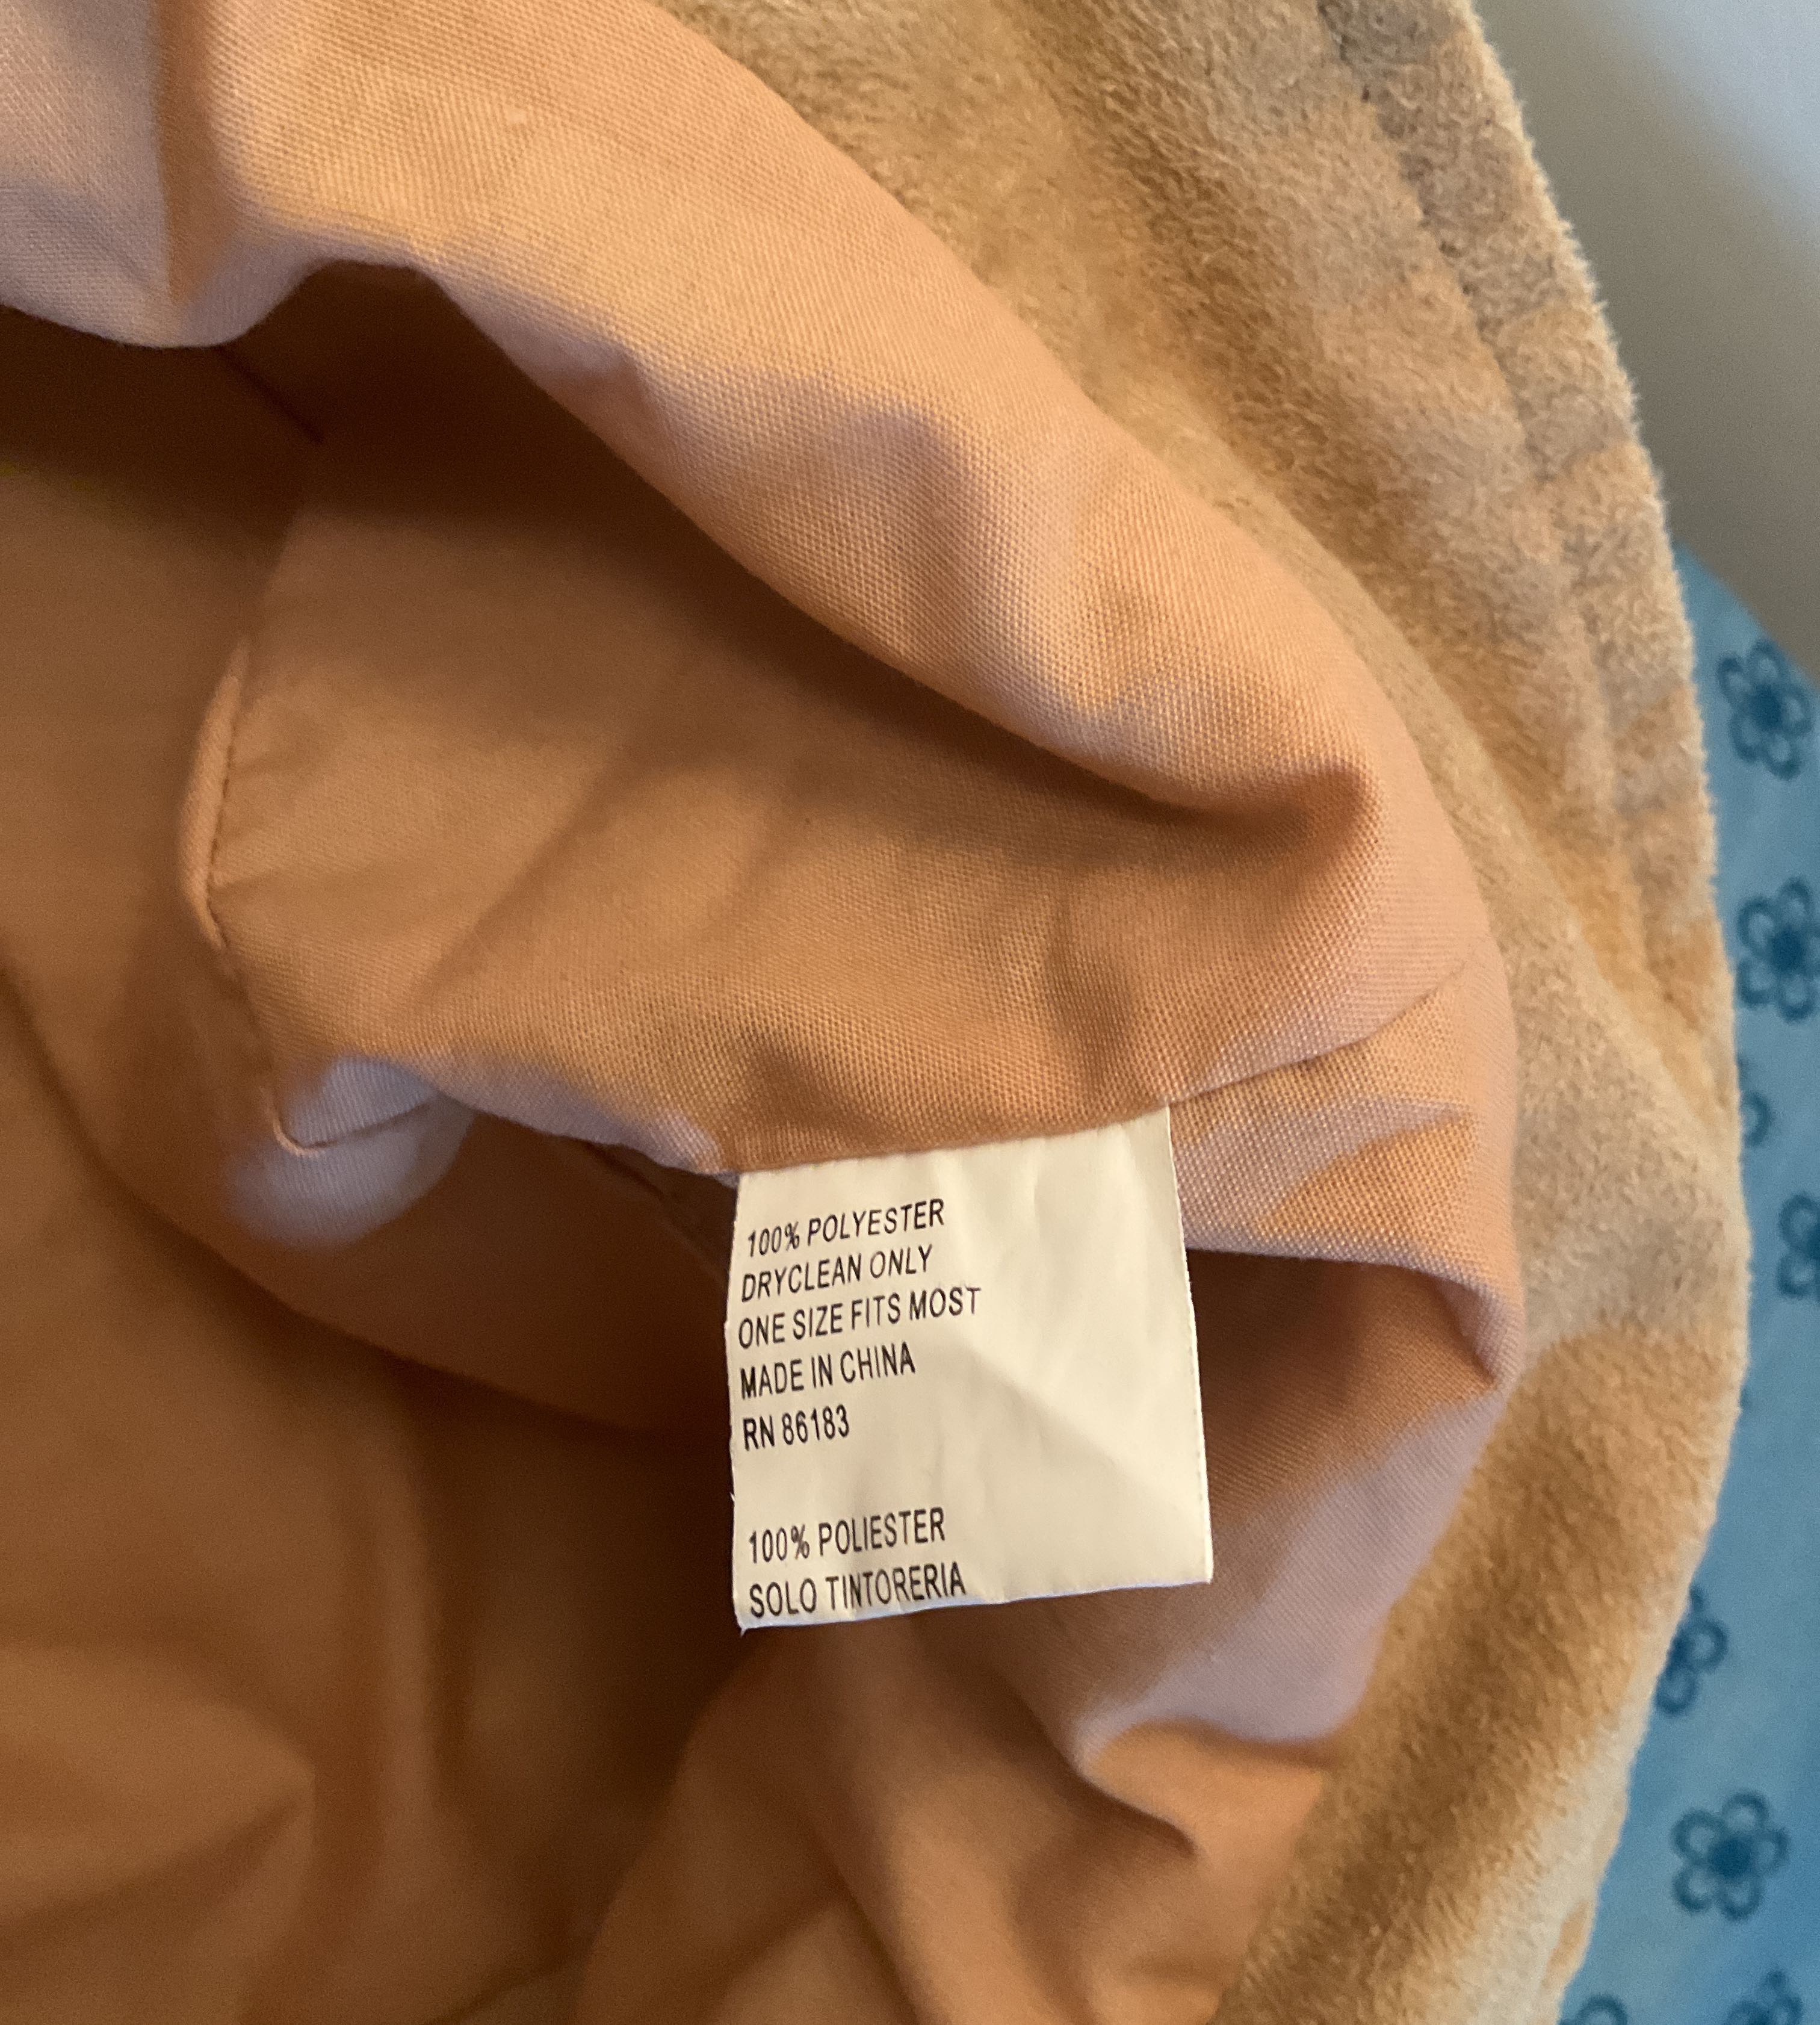 100% POLYESTER
DRYCLEAN ONLY
ONE SIZE FITS MOST
MADE IN CHINA
RN 86183
100% POLIESTER
SOLO TINTORERIA